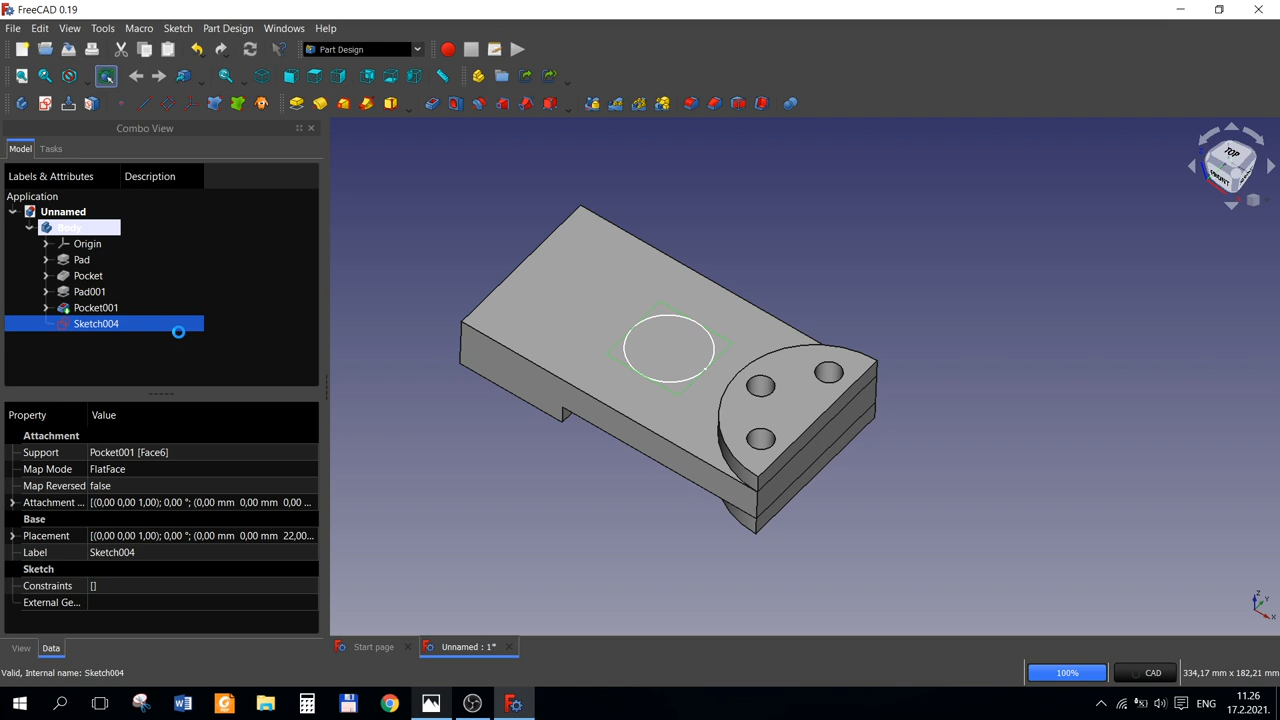 FreeCAD 0.19
File Edit View Tools Macro Sketch Part Design Windows Help
Part Design
Combo View
Model Tasks
Labels & Attributes Description
Application
Unnamed
Body
Origin
Pad
Pocket
Pad001
Pocket001
Sketch004
Property Value
Attachment
Support Pocket001 [Face6]
Map Mode FlatFace
Map Reversed false
Attachment ... [(0,00 0,00 1,00); 0,00 °; (0,00 mm 0,00 mm 0,00 ...
Base
Placement [(0,00 0,00 1,00); 0,00 °; (0,00 mm 0,00 mm 22,00...
Label Sketch004
Sketch
Constraints []
External Ge...
View Data
Start page Unnamed : 1*
TOP
FRONT
Z
Y
X
Valid, Internal name: Sketch004
100% CAD 334,17 mm x 182,21 mm
ENG
11.26
17.2.2021.